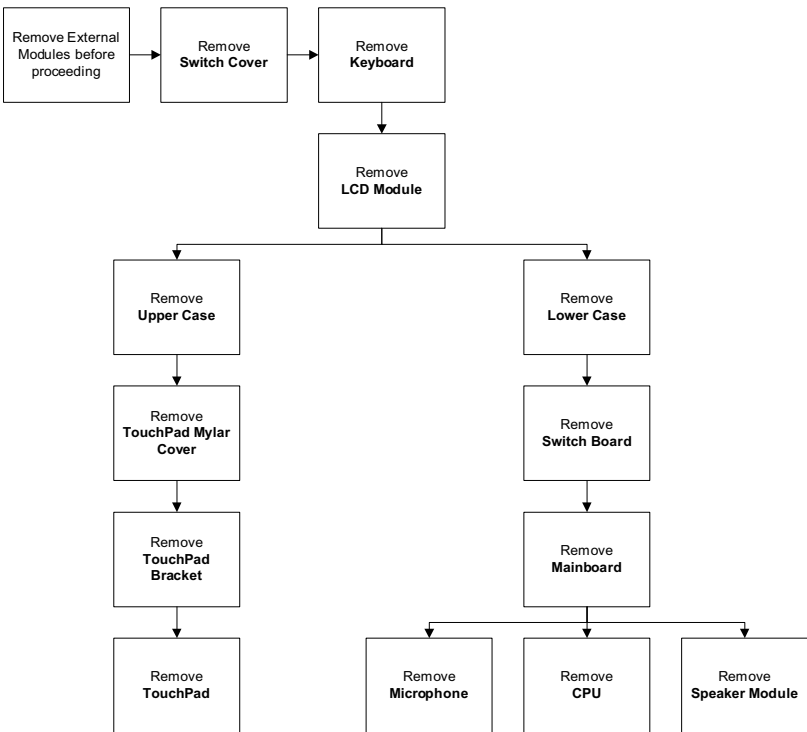 Remove External
Modules before
proceeding
Remove
Switch Cover
Remove
Keyboard
Remove
LCD Module
Remove
Upper Case
Remove
Lower Case
Remove
TouchPad Mylar
Cover
Remove
Switch Board
Remove
TouchPad
Bracket
Remove
Mainboard
Remove
TouchPad
Remove
Microphone
Remove
CPU
Remove
Speaker Module